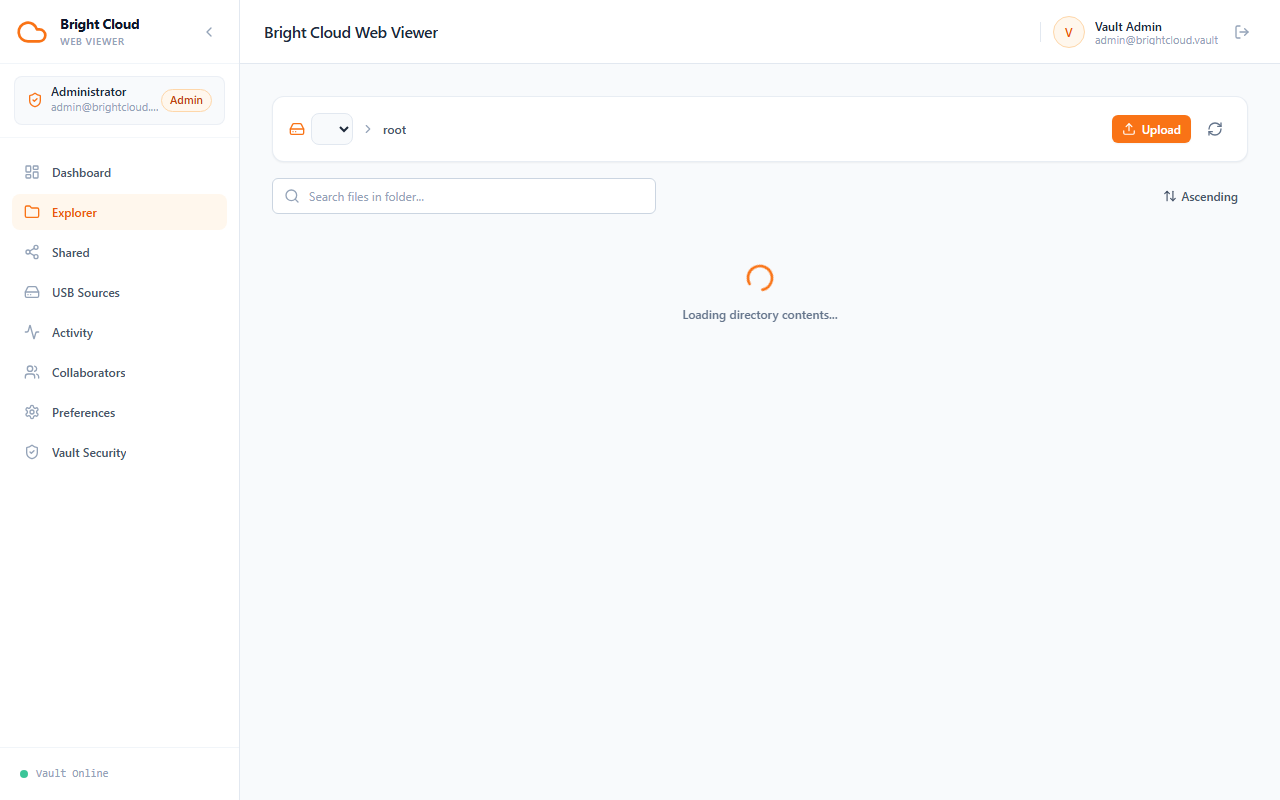 Bright Cloud
WEB VIEWER
Administrator
admin@brightcloud....
Admin
Dashboard
Explorer
Shared
USB Sources
Activity
Collaborators
Preferences
Vault Security
Vault Online
Bright Cloud Web Viewer
V
Vault Admin
admin@brightcloud.vault
root
Upload
Search files in folder...
Ascending
Loading directory contents...